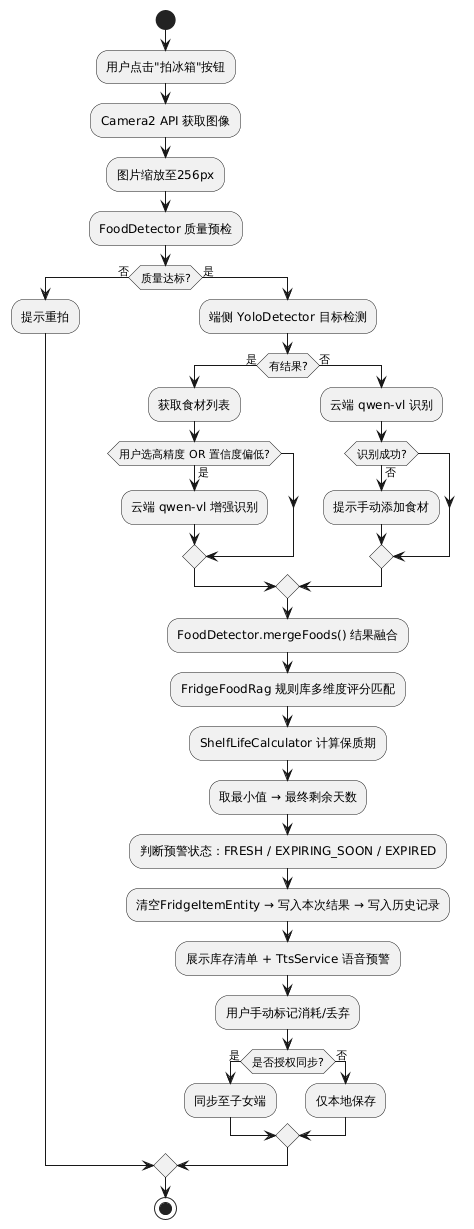 用户点击"拍冰箱"按钮
Camera2 API 获取图像
图片缩放至256px
FoodDetector 质量预检
否
质量达标?
是
提示重拍
端侧 YoloDetector 目标检测
是
有结果?
否
获取食材列表
云端 qwen-vl 识别
用户选高精度 OR 置信度偏低?
识别成功?
是
否
云端 qwen-vl 增强识别
提示手动添加食材
FoodDetector.mergeFoods() 结果融合
FridgeFoodRag 规则库多维度评分匹配
ShelfLifeCalculator 计算保质期
取最小值 → 最终剩余天数
判断预警状态：FRESH / EXPIRING_SOON / EXPIRED
清空FridgeItemEntity → 写入本次结果 → 写入历史记录
展示库存清单 + TtsService 语音预警
用户手动标记消耗/丢弃
是
是否授权同步?
否
同步至子女端
仅本地保存